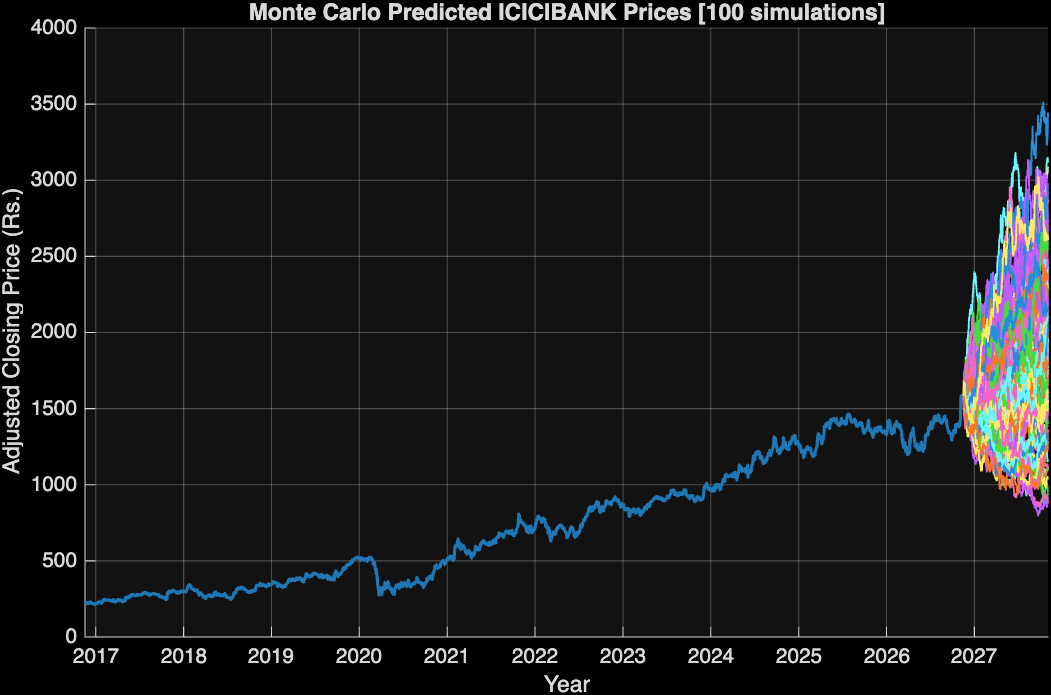 Monte Carlo Predicted ICICIBANK Prices [100 simulations]
4000
3500
3000
2500
2000
1500
1000
500
0
Adjusted Closing Price (Rs.)
2017 2018 2019 2020 2021 2022 2023 2024 2025 2026 2027
Year